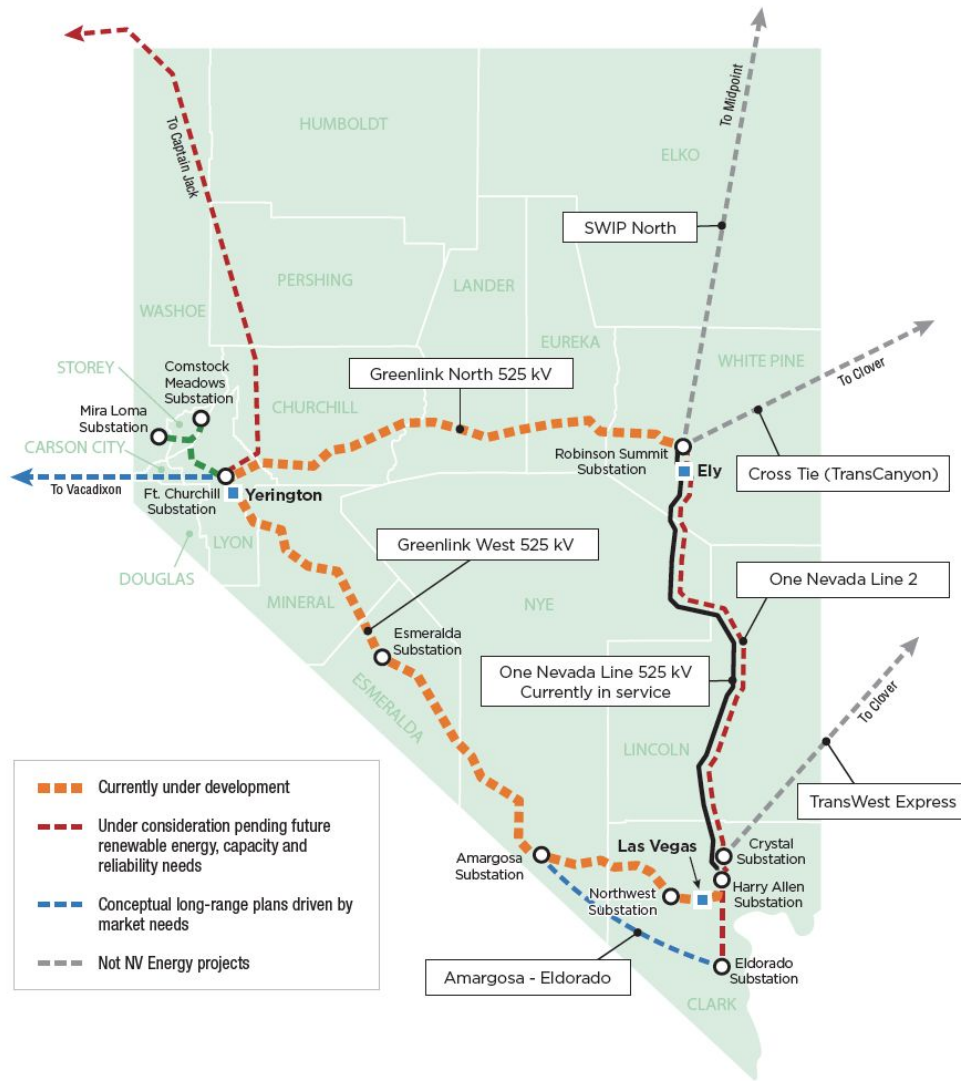 To Captain Jack
HUMBOLDT
To Midpoint
ELKO
SWIP North
PERSHING
LANDER
WASHOE
EUREKA
WHITE PINE
To Clover
STOREY
Comstock
Meadows
Substation
Greenlink North 525 kV
CHURCHILL
Mira Loma
Substation
CARSON CITY
Robinson Summit
Substation
Ely
Cross Tie (TransCanyon)
To Vacadixon
Ft. Churchill
Substation
Yerington
LYON
DOUGLAS
Greenlink West 525 kV
MINERAL
NYE
One Nevada Line 2
Esmeralda
Substation
One Nevada Line 525 kV
Currently in service
ESMERALDA
To Clover
LINCOLN
TransWest Express
Currently under development
Under consideration pending future
renewable energy, capacity and
reliability needs
Conceptual long-range plans driven by
market needs
Not NV Energy projects
Amargosa
Substation
Las Vegas
Crystal
Substation
Northwest
Substation
Harry Allen
Substation
Amargosa - Eldorado
Eldorado
Substation
CLARK